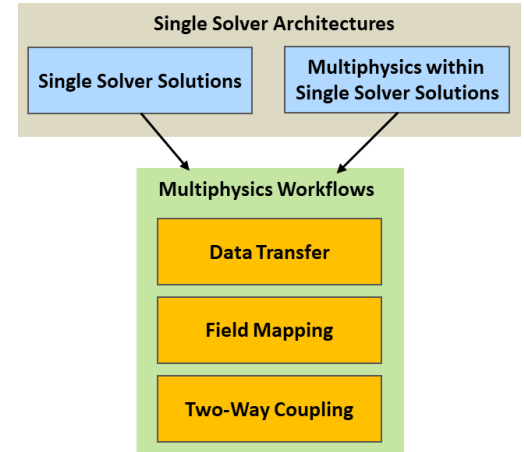 Single Solver Architectures
Single Solver Solutions
Multiphysics within
Single Solver Solutions
Multiphysics Workflows
Data Transfer
Field Mapping
Two-Way Coupling